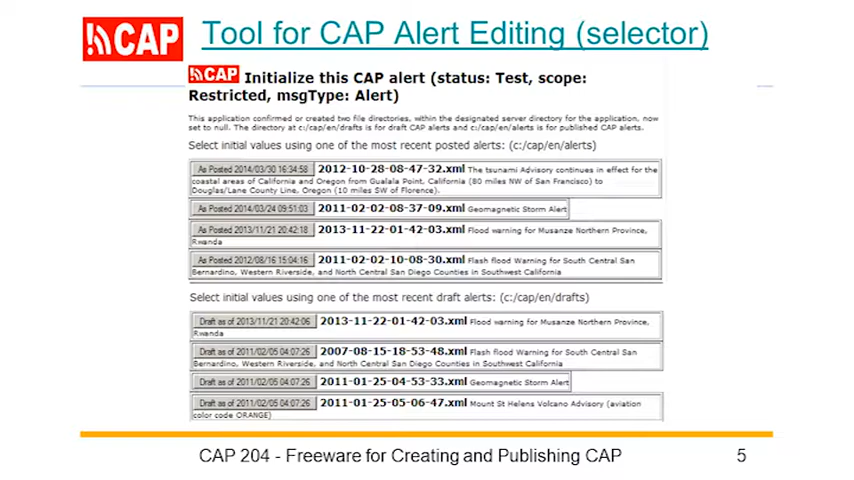 CAP
Tool for CAP Alert Editing (selector)
CAP Initialize this CAP alert (status: Test, scope:
Restricted, msgType: Alert)
This application confirmed or created two file directories, within the designated server directory for the application, now
set to null. The directory at c:/cap/en/drafts is for draft CAP alerts and c:/cap/en/alerts is for published CAP alerts.
Select initial values using one of the most recent posted alerts: (c:/cap/en/alerts)
As Posted 2014/03/30 16:34:58 2012-10-28-08-47-32.xml The tsunami Advisory continues in effect for the
coastal areas of California and Oregon from Gualala Point, California (80 miles NW of San Francisco) to
Douglas/Lane County Line, Oregon (10 miles SW of Florence).
As Posted 2014/03/24 09:51:03 2011-02-02-08-37-09.xml Geomagnetic Storm Alert
As Posted 2013/11/21 20:42:18 2013-11-22-01-42-03.xml Flood warning for Musanze Northern Province,
Rwanda
As Posted 2012/08/16 15:04:16 2011-02-02-10-08-30.xml Flash flood Warning for South Central San
Bernardino, Western Riverside, and North Central San Diego Counties in Southwest California
Select initial values using one of the most recent draft alerts: (c:/cap/en/drafts)
Draft as of 2013/11/21 20:42:06 2013-11-22-01-42-03.xml Flood warning for Musanze Northern Province,
Rwanda
Draft as of 2011/02/05 04:07:26 2007-08-15-18-53-48.xml Flash flood Warning for South Central San
Bernardino, Western Riverside, and North Central San Diego Counties in Southwest California
Draft as of 2011/02/05 04:07:26 2011-01-25-04-53-33.xml Geomagnetic Storm Alert
Draft as of 2011/02/05 04:07:26 2011-01-25-05-06-47.xml Mount St Helens Volcano Advisory (aviation
color code ORANGE)
CAP 204 - Freeware for Creating and Publishing CAP 5